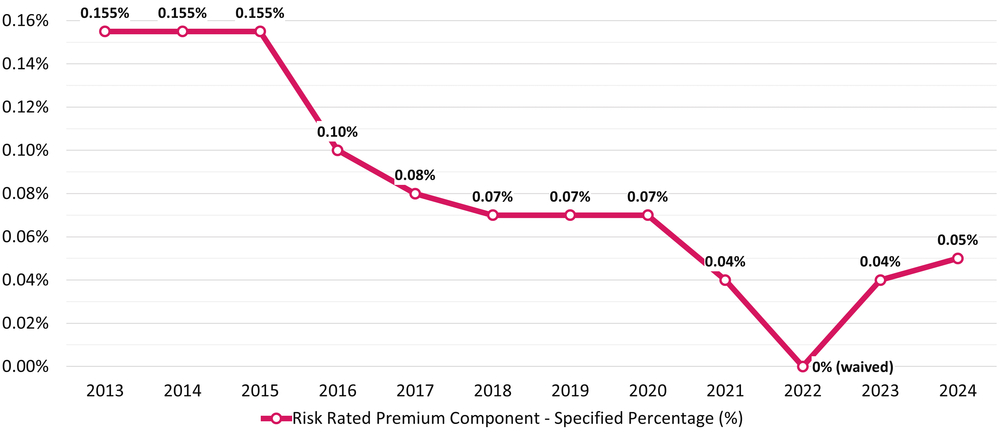 0.155% 0.155% 0.155%
0.16%
0.14%
0.12%
0.10%
0.10%
0.08%
0.08%
0.07% 0.07% 0.07%
0.06%
0.05%
0.04% 0.04%
0.04%
0.02%
0.00%
0% (waived)
2013 2014 2015 2016 2017 2018 2019 2020 2021 2022 2023 2024
Risk Rated Premium Component - Specified Percentage (%)